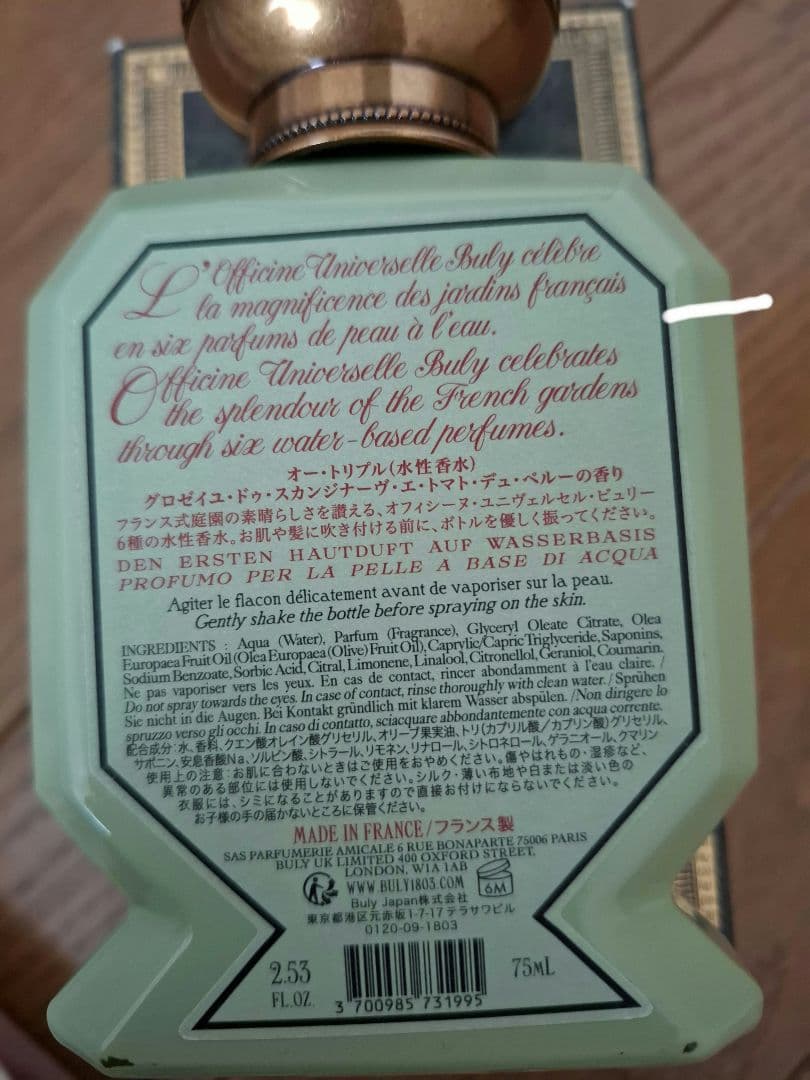 L'Officine Universelle Buly célèbre
la magnificence des jardins français
en six parfums de peau à l'eau.
Officine Universelle Buly celebrates
the splendour of the French gardens
through six water-based perfumes.
オー・トリプル(水性香水)
グロゼイユ・ドゥ・スカンジナーヴ・エ・トマト・デュ・ペルーの香り
フランス式庭園の素晴らしさを讃える、オフィシーヌ・ユニヴェルセル・ビュリー
6種の水性香水。お肌や髪に吹き付ける前に、ボトルを優しく振ってください。
DEN ERSTEN HAUTDUFT AUF WASSERBASIS
PROFUMO PER LA PELLE A BASE DI ACQUA
Agiter le flacon délicatement avant de vaporiser sur la peau.
Gently shake the bottle before spraying on the skin.
INGREDIENTS : Aqua (Water), Parfum (Fragrance), Glyceryl Oleate Citrate, Olea
Europaea Fruit Oil (Olea Europaea (Olive) Fruit Oil), Caprylic/Capric Triglyceride, Saponins,
Sodium Benzoate, Sorbic Acid, Citral, Limonene, Linalool, Citronellol, Geraniol, Coumarin.
Ne pas vaporiser vers les yeux. En cas de contact, rincer abondamment à l'eau claire. /
Do not spray towards the eyes. In case of contact, rinse thoroughly with clean water. / Sprühen
Sie nicht in die Augen. Bei Kontakt gründlich mit klarem Wasser abspülen. /Non dirigere lo
spruzzo verso gli occhi. In caso di contatto, sciacquare abbondantemente con acqua corrente.
配合成分:水、香料、クエン酸オレイン酸グリセリル、オリーブ果実油、トリ(カプリル酸/カプリン酸)グリセリル、
サポニン、安息香酸Na、ソルビン酸、シトラール、リモネン、リナロール、シトロネロール、ゲラニオール、クマリン
使用上の注意:お肌に合わないときはご使用をおやめください。傷やはれもの・湿疹など、
異常のある部位には使用しないでください。シルク・薄い布地や白または淡い色の
衣服には、シミになることがありますので直接お付けにならないでください。
お子様の手の届かないところに保管ください。
MADE IN FRANCE/フランス製
SAS PARFUMERIE AMICALE 6 RUE BONAPARTE 75006 PARIS
BULY UK LIMITED 400 OXFORD STREET,
LONDON, W1A 1AB
WWW.BULY1803.COM
6M
Buly Japan株式会社
東京都港区元赤坂1-7-17テラサワビル
0120-09-1803
2.53
FL.OZ.
75ML
3 700985 731995